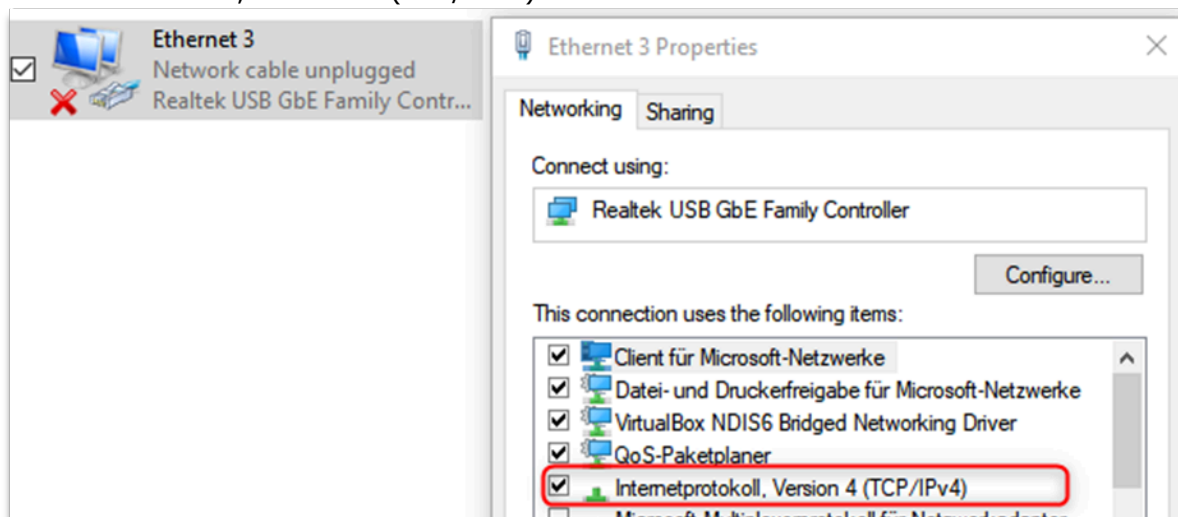 Ethernet 3
Network cable unplugged
Realtek USB GbE Family Contr...
Ethernet 3 Properties
Networking
Sharing
Connect using:
Realtek USB GbE Family Controller
Configure...
This connection uses the following items:
Client für Microsoft-Netzwerke
Datei- und Druckerfreigabe für Microsoft-Netzwerke
VirtualBox NDIS6 Bridged Networking Driver
QoS-Paketplaner
Internetprotokoll, Version 4 (TCP/IPv4)